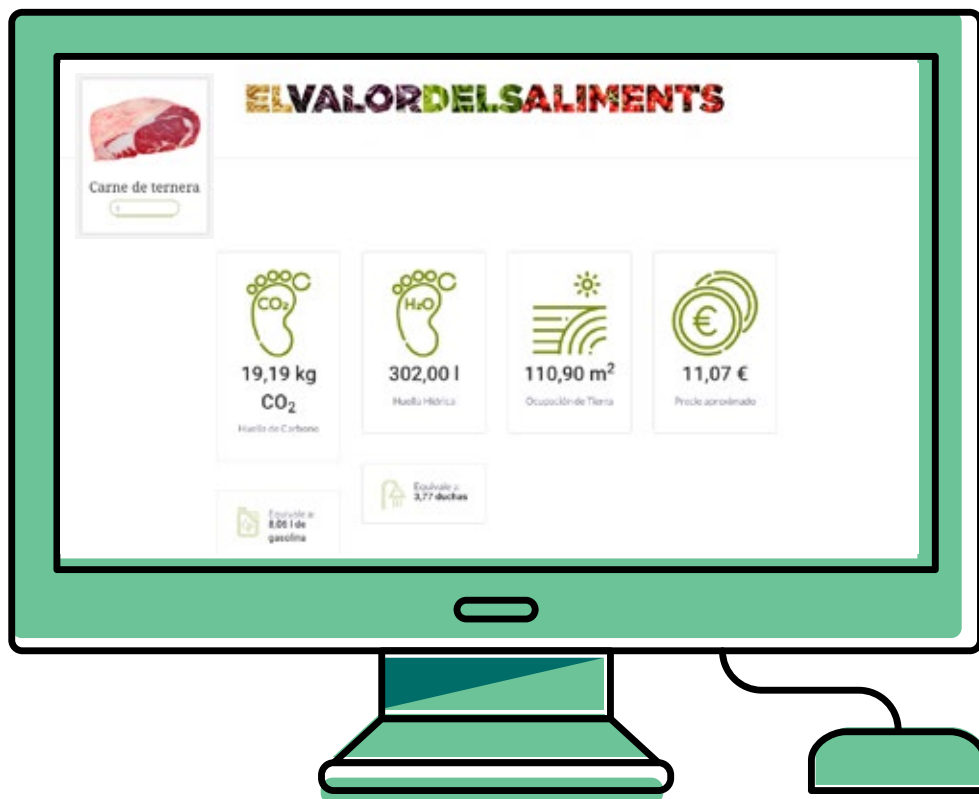 ELVALORDELSALIMENTS
Carne de ternera
CO₂
H₂O
€
19,19 kg
CO₂
Huella de Carbono
302,00 l
Huella Hídrica
110,90 m²
Ocupación de Tierra
11,07 €
Precio aproximado
Equivale a:
8,06 l de
gasolina
Equivale a:
3,77 duchas